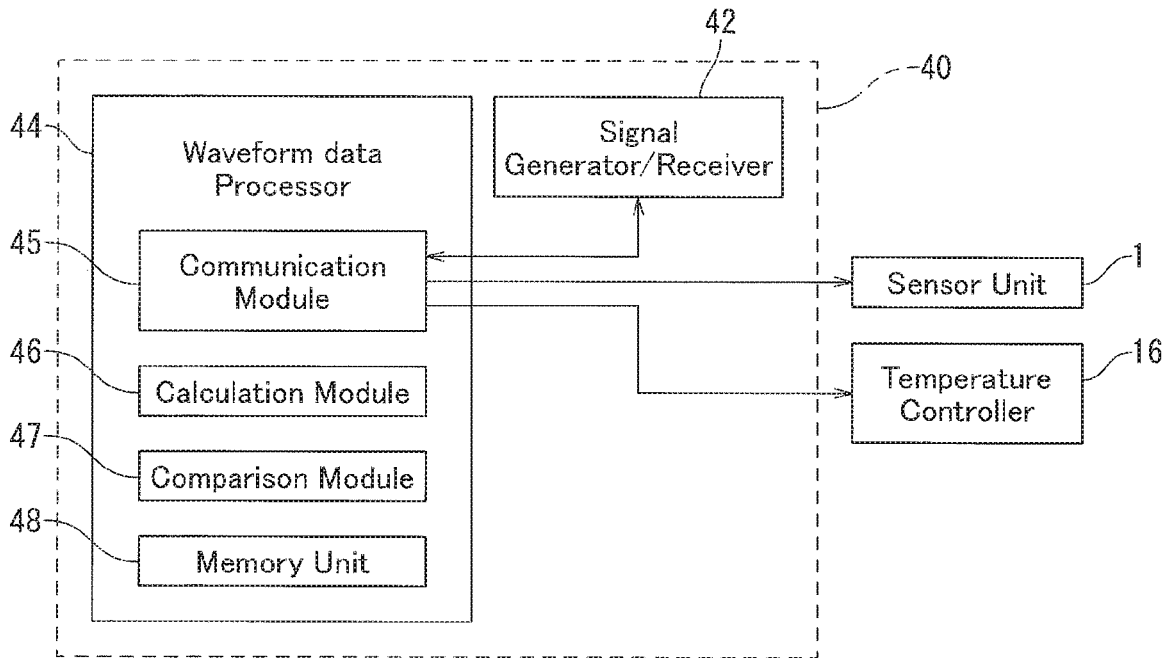 42
40
44
Waveform data
Processor
Signal
Generator/Receiver
45
Communication
Module
1
Sensor Unit
16
Temperature
Controller
46
Calculation Module
47
Comparison Module
48
Memory Unit